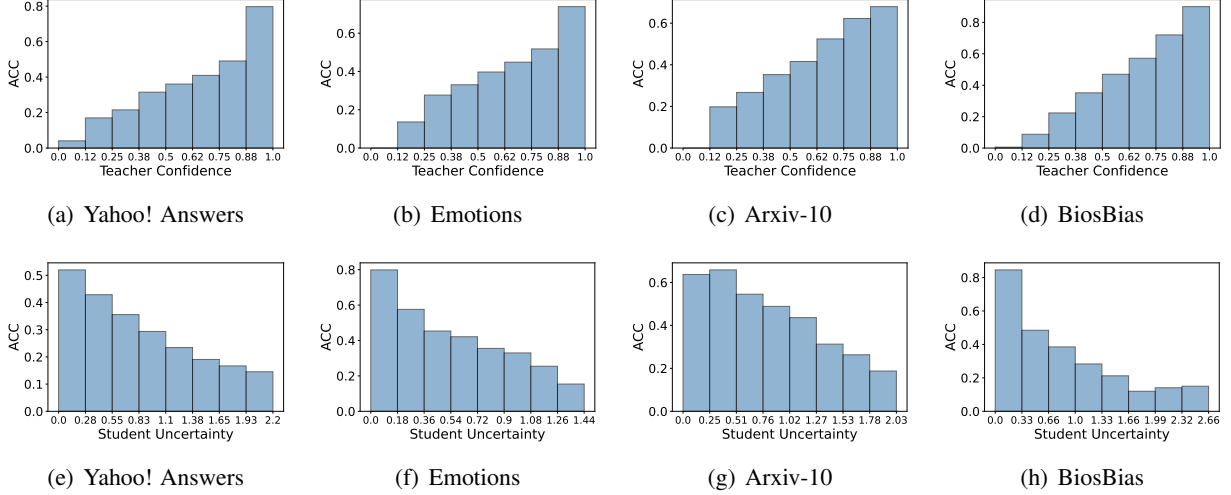 0.8
0.6
0.4
0.2
0.0
ACC
0.0 0.12 0.25 0.38 0.5 0.62 0.75 0.88 1.0
Teacher Confidence
(a) Yahoo! Answers
0.6
0.4
0.2
0.0
ACC
0.0 0.12 0.25 0.38 0.5 0.62 0.75 0.88 1.0
Teacher Confidence
(b) Emotions
0.6
0.4
0.2
0.0
ACC
0.0 0.12 0.25 0.38 0.5 0.62 0.75 0.88 1.0
Teacher Confidence
(c) Arxiv-10
0.8
0.6
0.4
0.2
0.0
ACC
0.0 0.12 0.25 0.38 0.5 0.62 0.75 0.88 1.0
Teacher Confidence
(d) BiosBias
0.5
0.4
0.3
0.2
0.1
0.0
ACC
0.0 0.28 0.55 0.83 1.1 1.38 1.65 1.93 2.2
Student Uncertainty
(e) Yahoo! Answers
0.8
0.6
0.4
0.2
0.0
ACC
0.0 0.18 0.36 0.54 0.72 0.9 1.08 1.26 1.44
Student Uncertainty
(f) Emotions
0.6
0.4
0.2
0.0
ACC
0.0 0.25 0.51 0.76 1.02 1.27 1.53 1.78 2.03
Student Uncertainty
(g) Arxiv-10
0.8
0.6
0.4
0.2
0.0
ACC
0.0 0.33 0.66 1.0 1.33 1.66 1.99 2.32 2.66
Student Uncertainty
(h) BiosBias